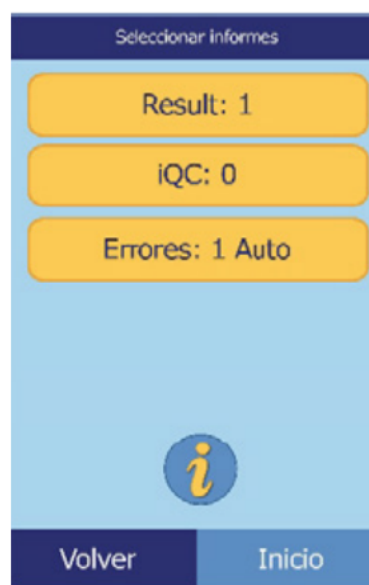 Seleccionar informes
Result: 1
iQC: 0
Errores: 1 Auto
i
Volver
Inicio